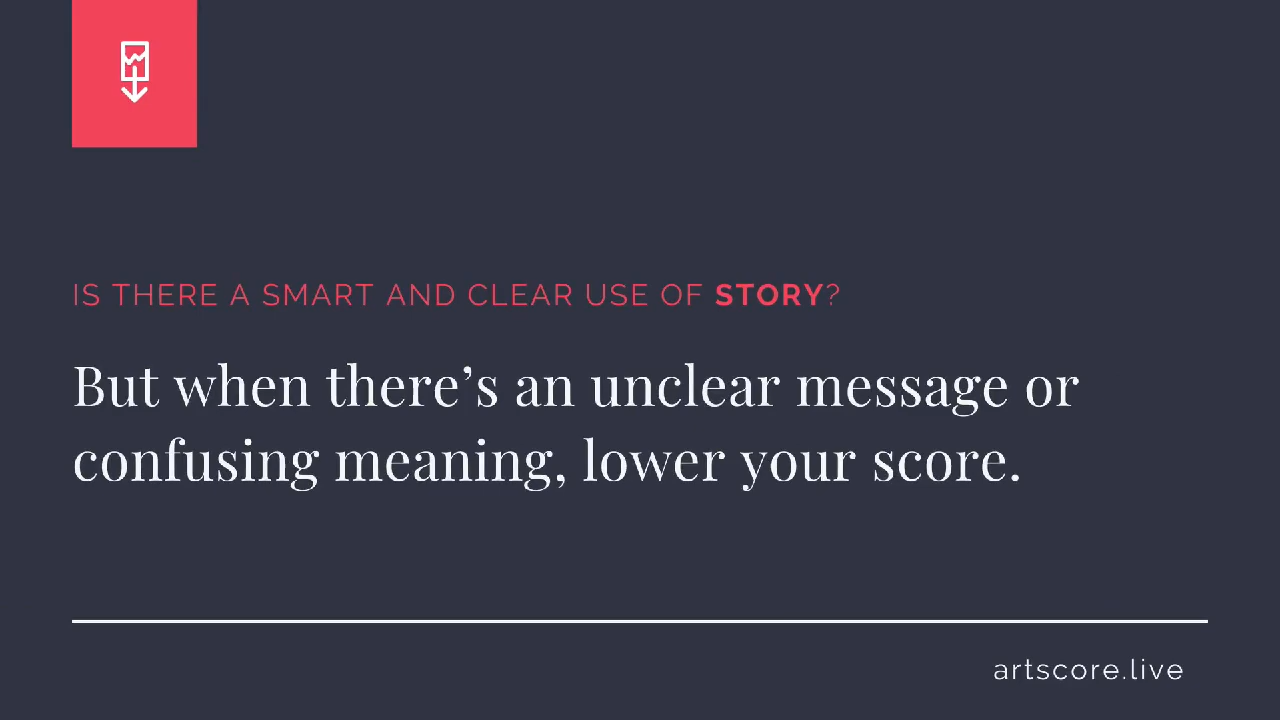 IS THERE A SMART AND CLEAR USE OF STORY?
But when there’s an unclear message or
confusing meaning, lower your score.
artscore.live